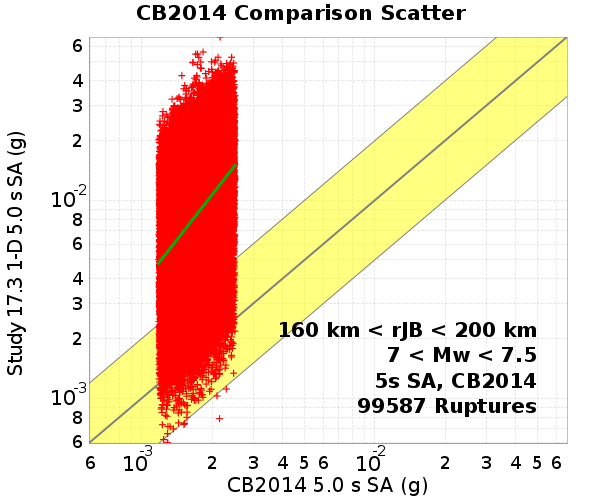 CB2014 Comparison Scatter
Study 17.3 1-D 5.0 s SA (g)
6
4
3
2
10-2
8
6
4
3
2
10-3
8
6
160 km < rJB < 200 km
7 < Mw < 7.5
5s SA, CB2014
99587 Ruptures
6 10-3 2 3 4 5 6 10-2 2 3 4 5 6
CB2014 5.0 s SA (g)